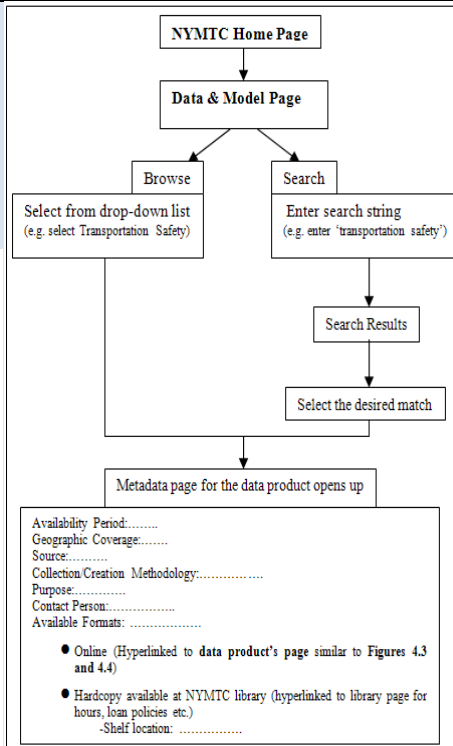 NYMTC Home Page
Data & Model Page
Browse
Select from drop-down list
(e.g. select Transportation Safety)
Search
Enter search string
(e.g. enter ‘transportation safety’)
Search Results
Select the desired match
Metadata page for the data product opens up
Availability Period:……..
Geographic Coverage:…….
Source:……….
Collection/Creation Methodology:………… ….
Purpose:………….
Contact Person:……………..
Available Formats: ………………
● Online (Hyperlinked to data product’s page similar to Figures 4.3
and 4.4)
● Hardcopy available at NYMTC library (hyperlinked to library page for
hours, loan policies etc.)
-Shelf location: …………….